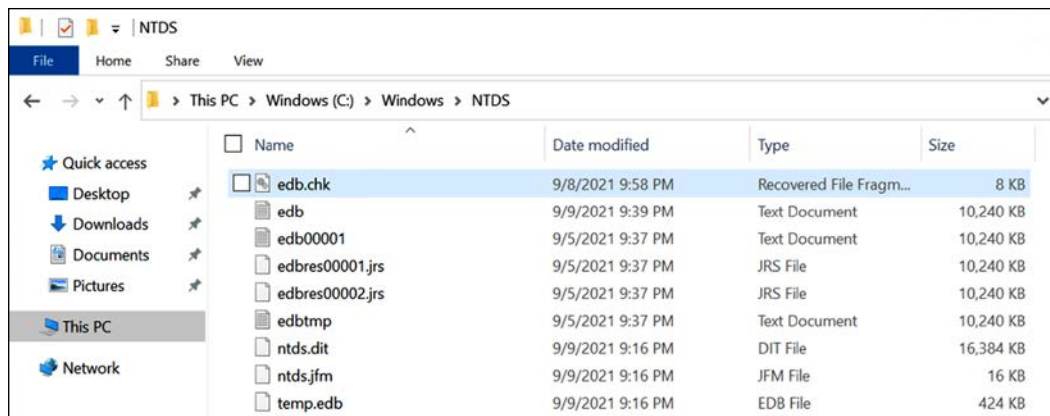 NTDS
File Home Share View
This PC > Windows (C:) > Windows > NTDS
Name Date modified Type Size
Quick access
Desktop
Downloads
Documents
Pictures
This PC
Network
edb.chk 9/8/2021 9:58 PM Recovered File Fragm... 8 KB
edb 9/9/2021 9:39 PM Text Document 10,240 KB
edb00001 9/5/2021 9:37 PM Text Document 10,240 KB
edbres00001.jrs 9/5/2021 9:37 PM JRS File 10,240 KB
edbres00002.jrs 9/5/2021 9:37 PM JRS File 10,240 KB
edbtmp 9/5/2021 9:37 PM Text Document 10,240 KB
ntds.dit 9/9/2021 9:16 PM DIT File 16,384 KB
ntds.jfm 9/9/2021 9:16 PM JFM File 16 KB
temp.edb 9/9/2021 9:16 PM EDB File 424 KB